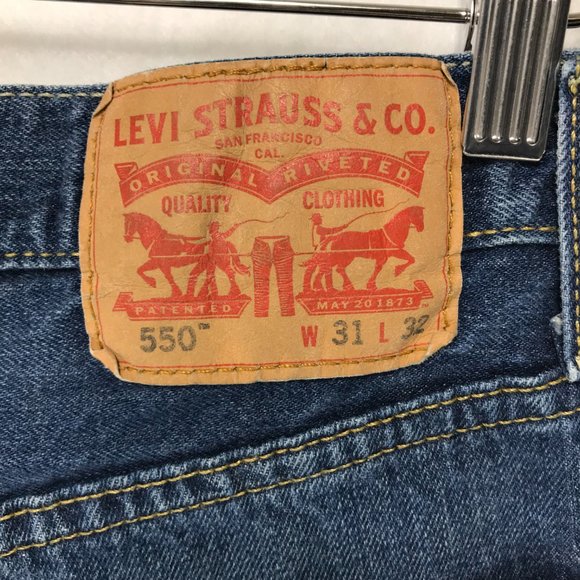 LEVI STRAUSS & CO.
SAN FRANCISCO
CAL.
ORIGINAL RIVETED
QUALITY CLOTHING
PATENTED MAY 20 1873
550™ W 31 L 32